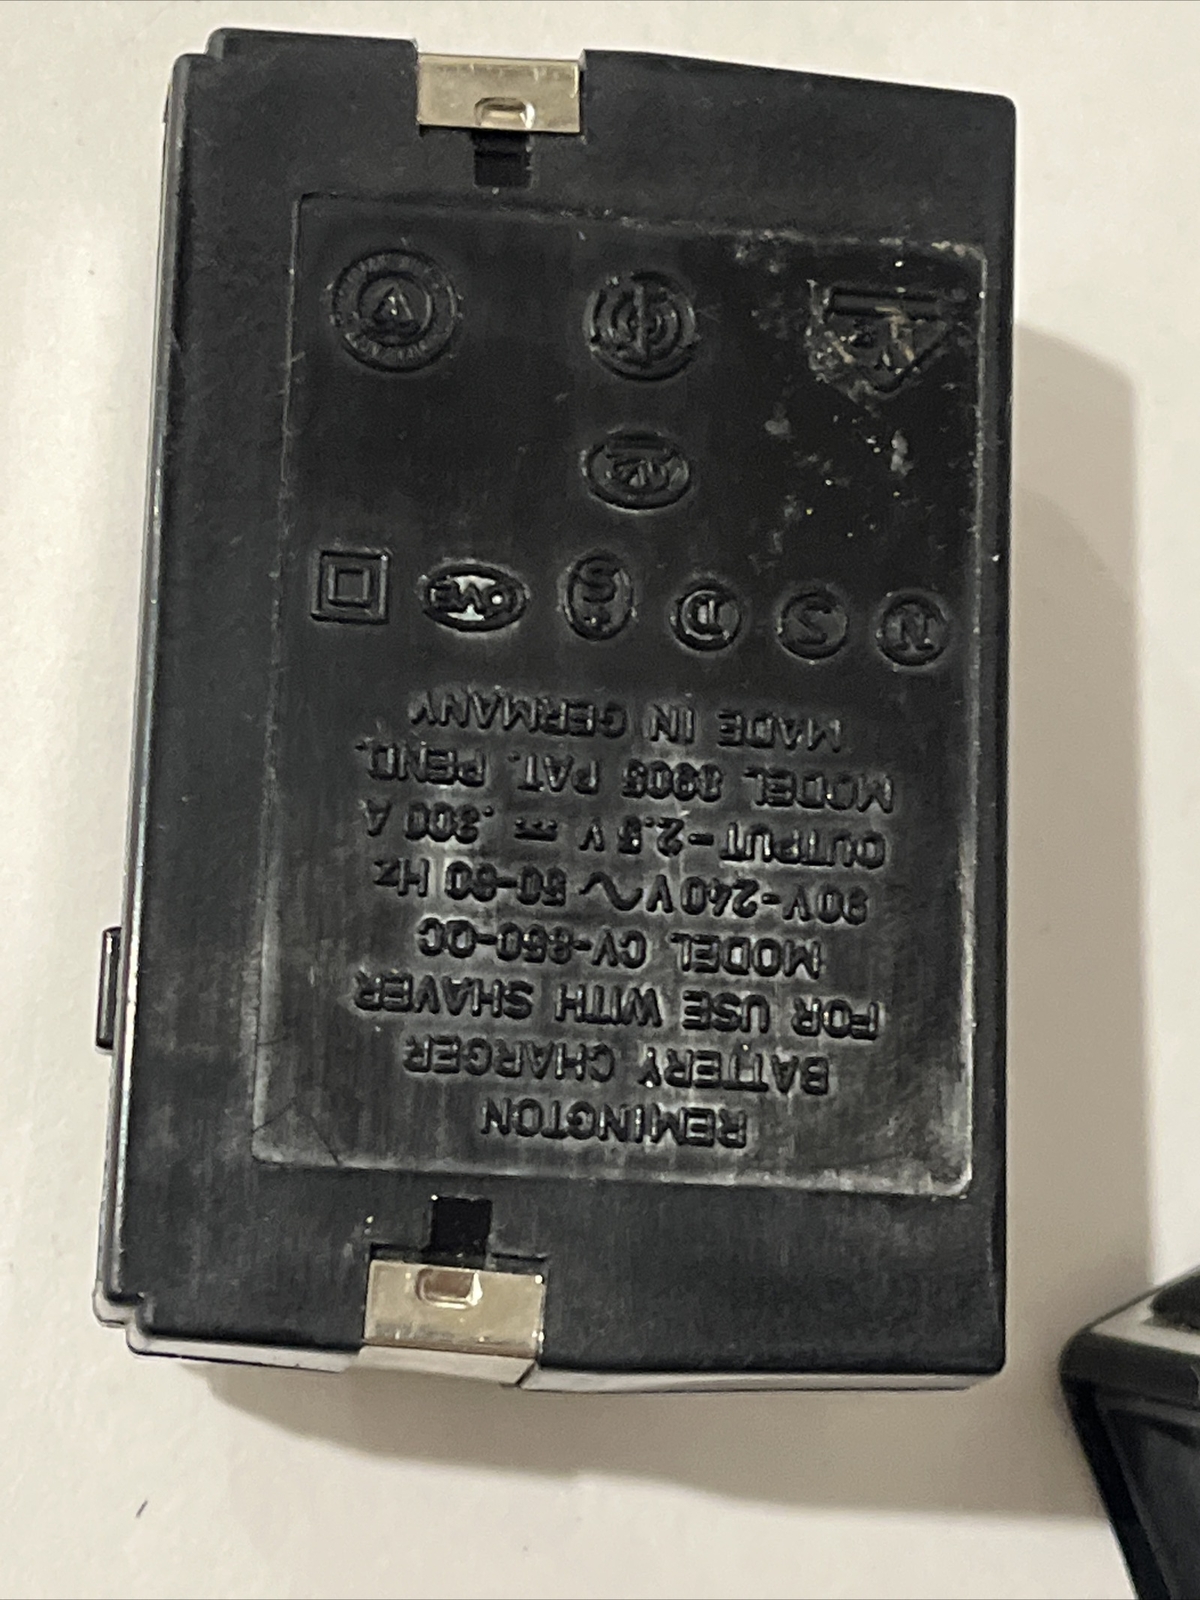 REMINGTON
BATTERY CHARGER
FOR USE WITH SHAVER
MODEL CV-850-QC
90V-240V ~ 50-60 Hz
OUTPUT-2.5 V ⎓ .300 A
MODEL PAT. PEND.
MADE IN GERMANY
N S D +S ÖVE